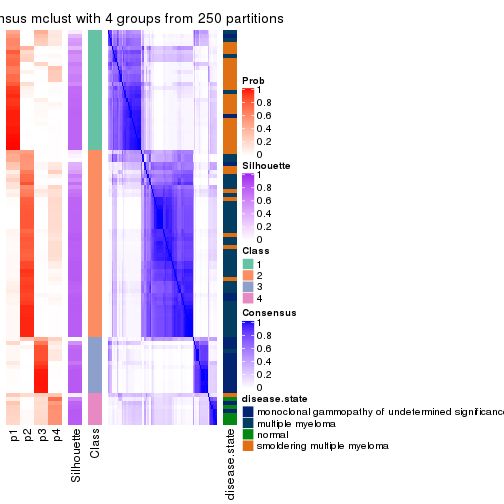 nsus mclust with 4 groups from 250 partitions
Prob
1
0.8
0.6
0.4
0.2
0
Silhouette
1
0.8
0.6
0.4
0.2
0
Class
1
2
3
4
Consensus
1
0.8
0.6
0.4
0.2
0
disease.state
monoclonal gammopathy of undetermined significance
multiple myeloma
normal
smoldering multiple myeloma
p1
p2
p3
p4
Silhouette
Class
disease.state